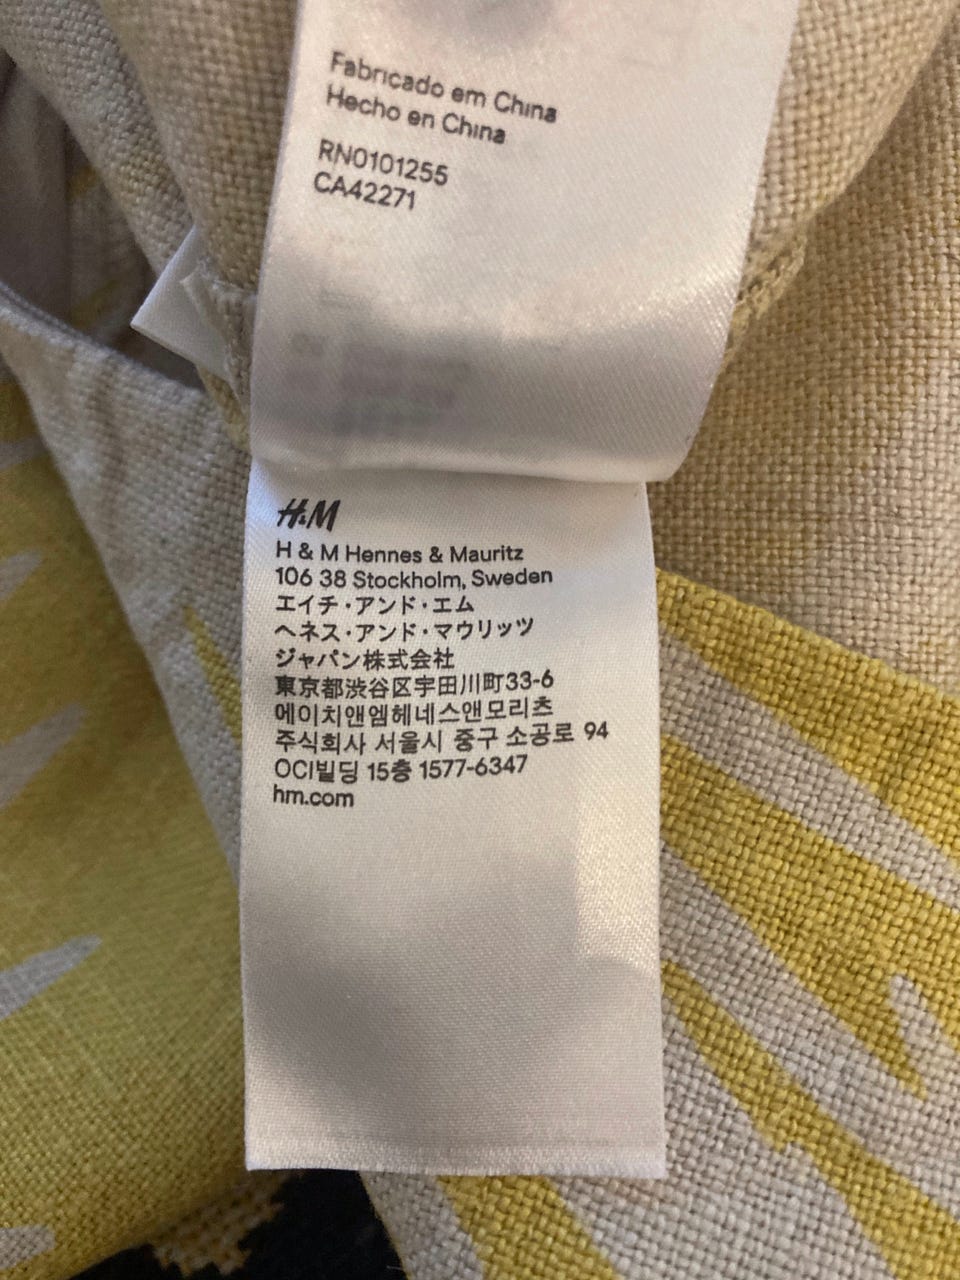 Fabricado em China
Hecho en China
RN0101255
CA42271
H&M
H & M Hennes & Mauritz
106 38 Stockholm, Sweden
エイチ・アンド・エム
ヘネス・アンド・マウリッツ
ジャパン株式会社
東京都渋谷区宇田川町33-6
에이치앤엠헤네스앤모리츠
주식회사 서울시 중구 소공로 94
OCI빌딩 15층 1577-6347
hm.com